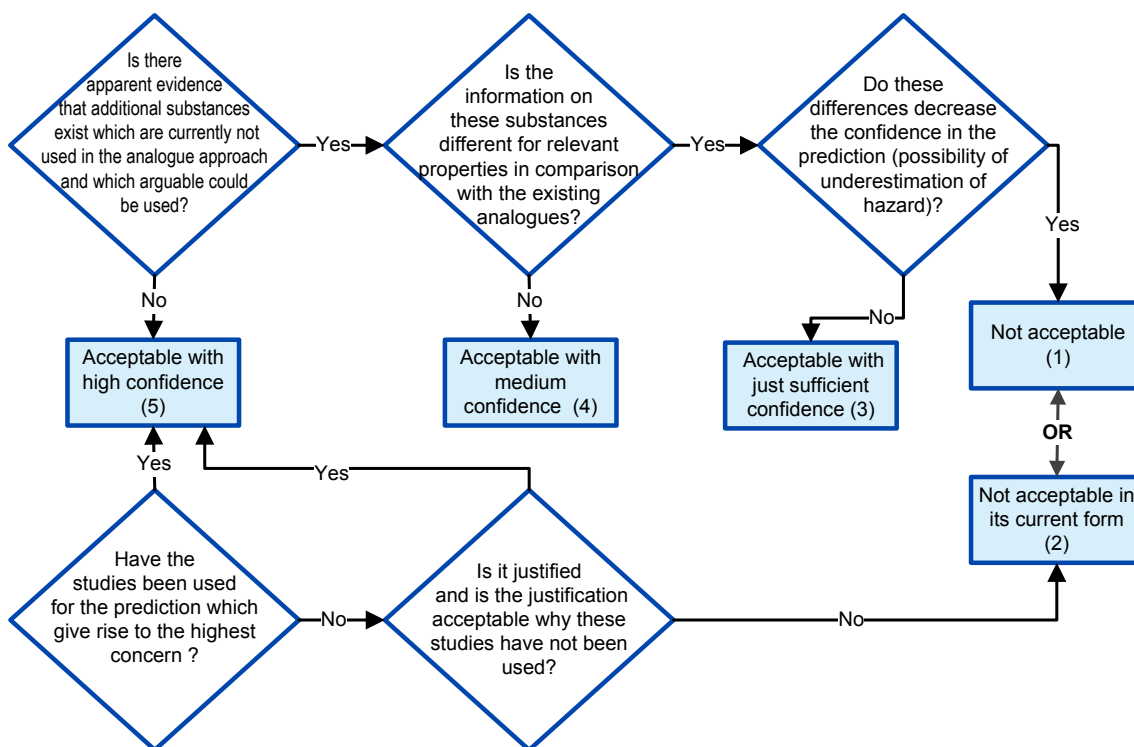 Is there
apparent evidence
that additional substances
exist which are currently not
used in the analogue approach
and which arguable could
be used?
Yes
Is the
information on
these substances
different for relevant
properties in comparison
with the existing
analogues?
Yes
Do these
differences decrease
the confidence in the
prediction (possibility of
underestimation of
hazard)?
Yes
No
No
No
Acceptable with
high confidence
(5)
Acceptable with
medium
confidence (4)
Acceptable with
just sufficient
confidence (3)
Not acceptable
(1)
OR
Not acceptable in
its current form
(2)
Yes
Yes
Have the
studies been used
for the prediction which
give rise to the highest
concern ?
No
Is it justified
and is the justification
acceptable why these
studies have not been
used?
No